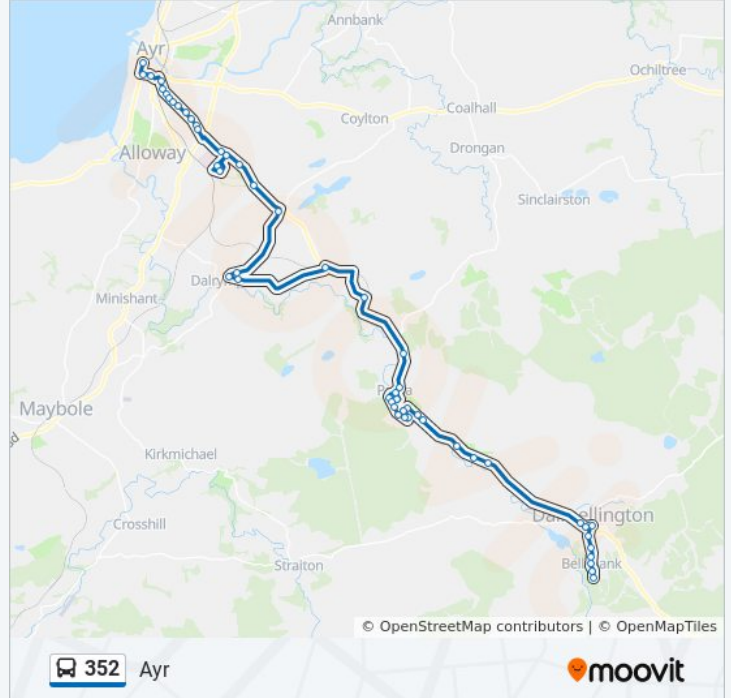 Annbank
Ayr
Ochiltree
Coalhall
Coylton
Drongan
Alloway
Sinclairston
Dalry
Minishant
Maybole
Kirkmichael
Crosshill
Straiton
© OpenStreetMap contributors | © OpenMapTiles
352 Ayr
moovit